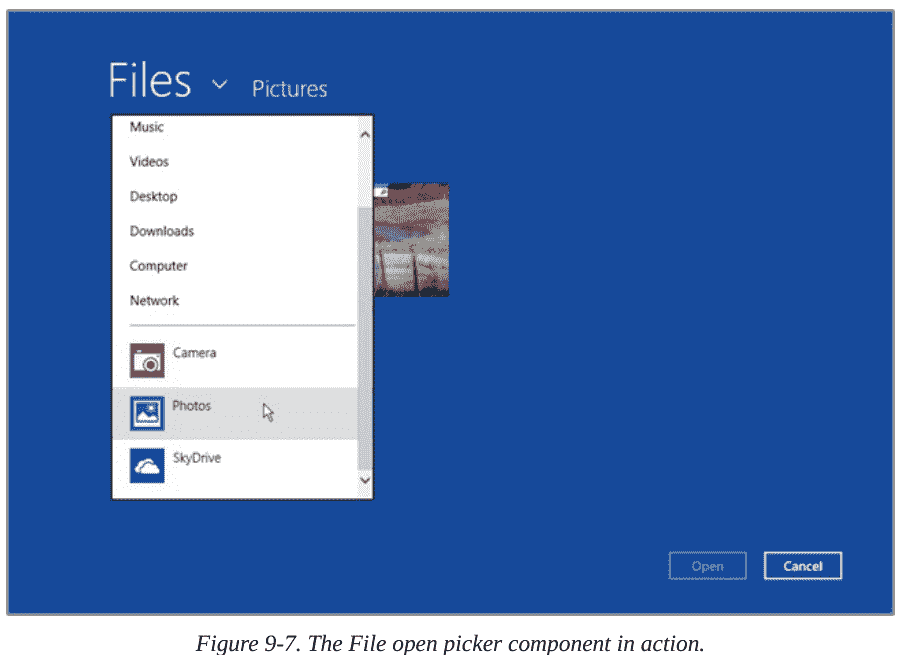 Files Pictures
Music
Videos
Desktop
Downloads
Computer
Network
Camera
Photos
SkyDrive
Open Cancel
Figure 9-7. The File open picker component in action.